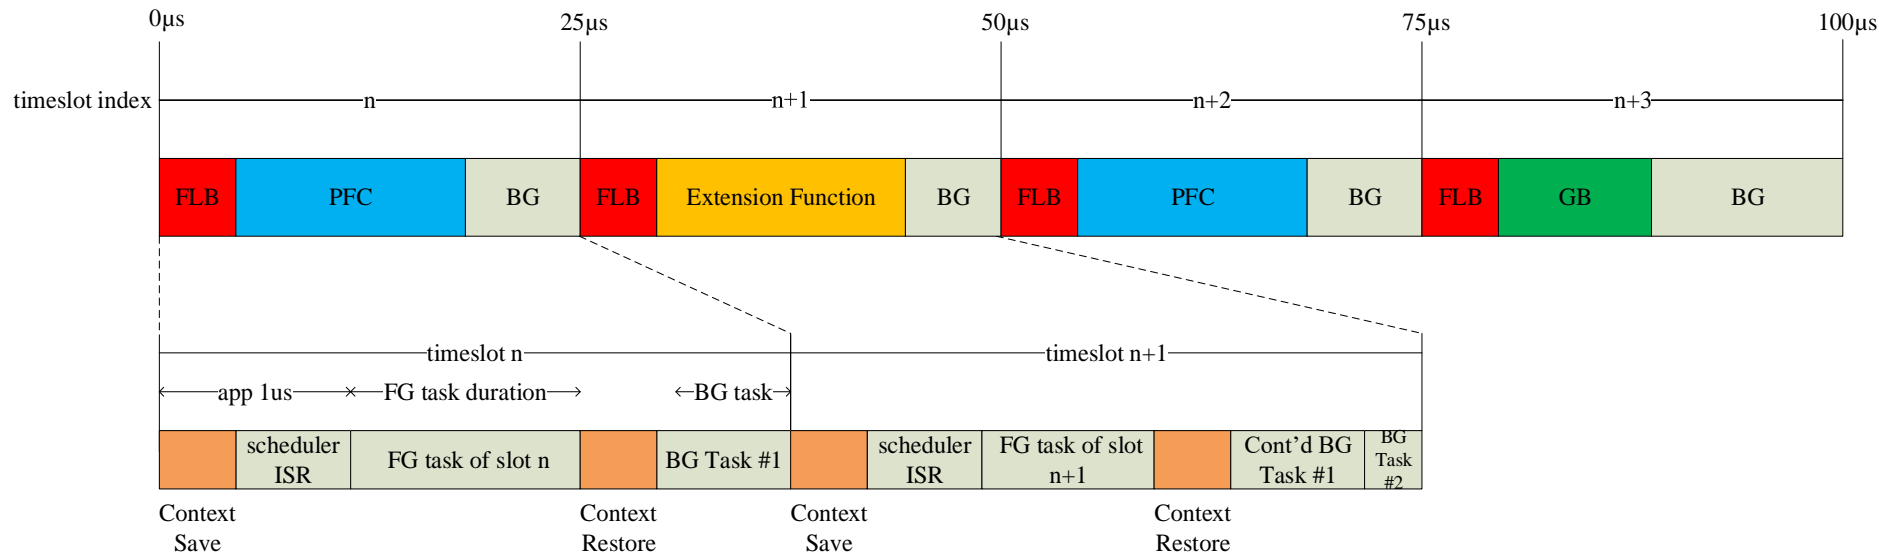 0µs 25µs 50µs 75µs 100µs
timeslot index n n+1 n+2 n+3
FLB PFC BG FLB Extension Function BG FLB PFC BG FLB GB BG
timeslot n timeslot n+1
app 1us FG task duration BG task
scheduler
ISR
FG task of slot n
BG Task #1
scheduler
ISR
FG task of slot
n+1
Cont’d BG
Task #1
BG
Task
#2
Context
Save
Context
Restore
Context
Save
Context
Restore